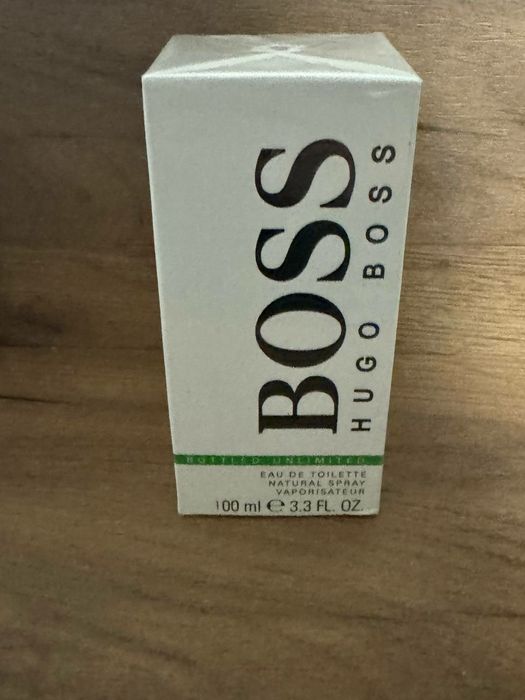 BOSS
HUGO BOSS
BOTTLED UNLIMITED
EAU DE TOILETTE
NATURAL SPRAY
VAPORISATEUR
100 ml ℮ 3.3 FL. OZ.